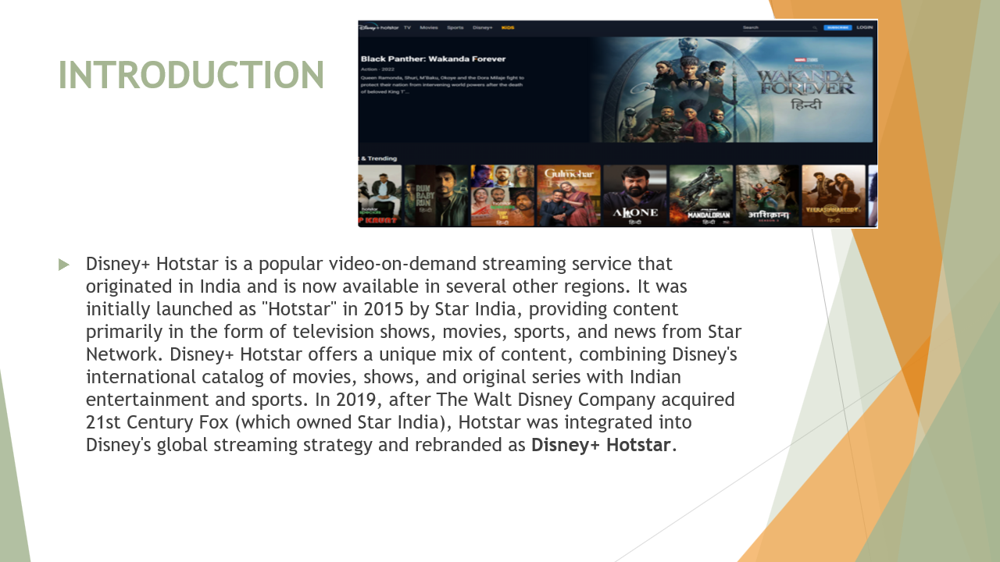 INTRODUCTION
Disney+ hotstar TV Movies Sports Disney+ KIDS Search SUBSCRIBE LOGIN
Black Panther: Wakanda Forever
Action · 2022
Queen Ramonda, Shuri, M'Baku, Okoye and the Dora Milaje fight to
protect their nation from intervening world powers after the death
of beloved King T'...
MARVEL STUDIOS
WAKANDA
FOREVER
हिन्दी
& Trending
hotstar
specials
RUN
BABY
RUN
हिन्दी
हिन्दी
Gulmohar
ALONE
हिन्दी
MANDALORIAN
हिन्दी
आशिकाना
SEASON
VEERASIMHAREDDY
हिन्दी
Disney+ Hotstar is a popular video-on-demand streaming service that
originated in India and is now available in several other regions. It was
initially launched as "Hotstar" in 2015 by Star India, providing content
primarily in the form of television shows, movies, sports, and news from Star
Network. Disney+ Hotstar offers a unique mix of content, combining Disney's
international catalog of movies, shows, and original series with Indian
entertainment and sports. In 2019, after The Walt Disney Company acquired
21st Century Fox (which owned Star India), Hotstar was integrated into
Disney's global streaming strategy and rebranded as Disney+ Hotstar.